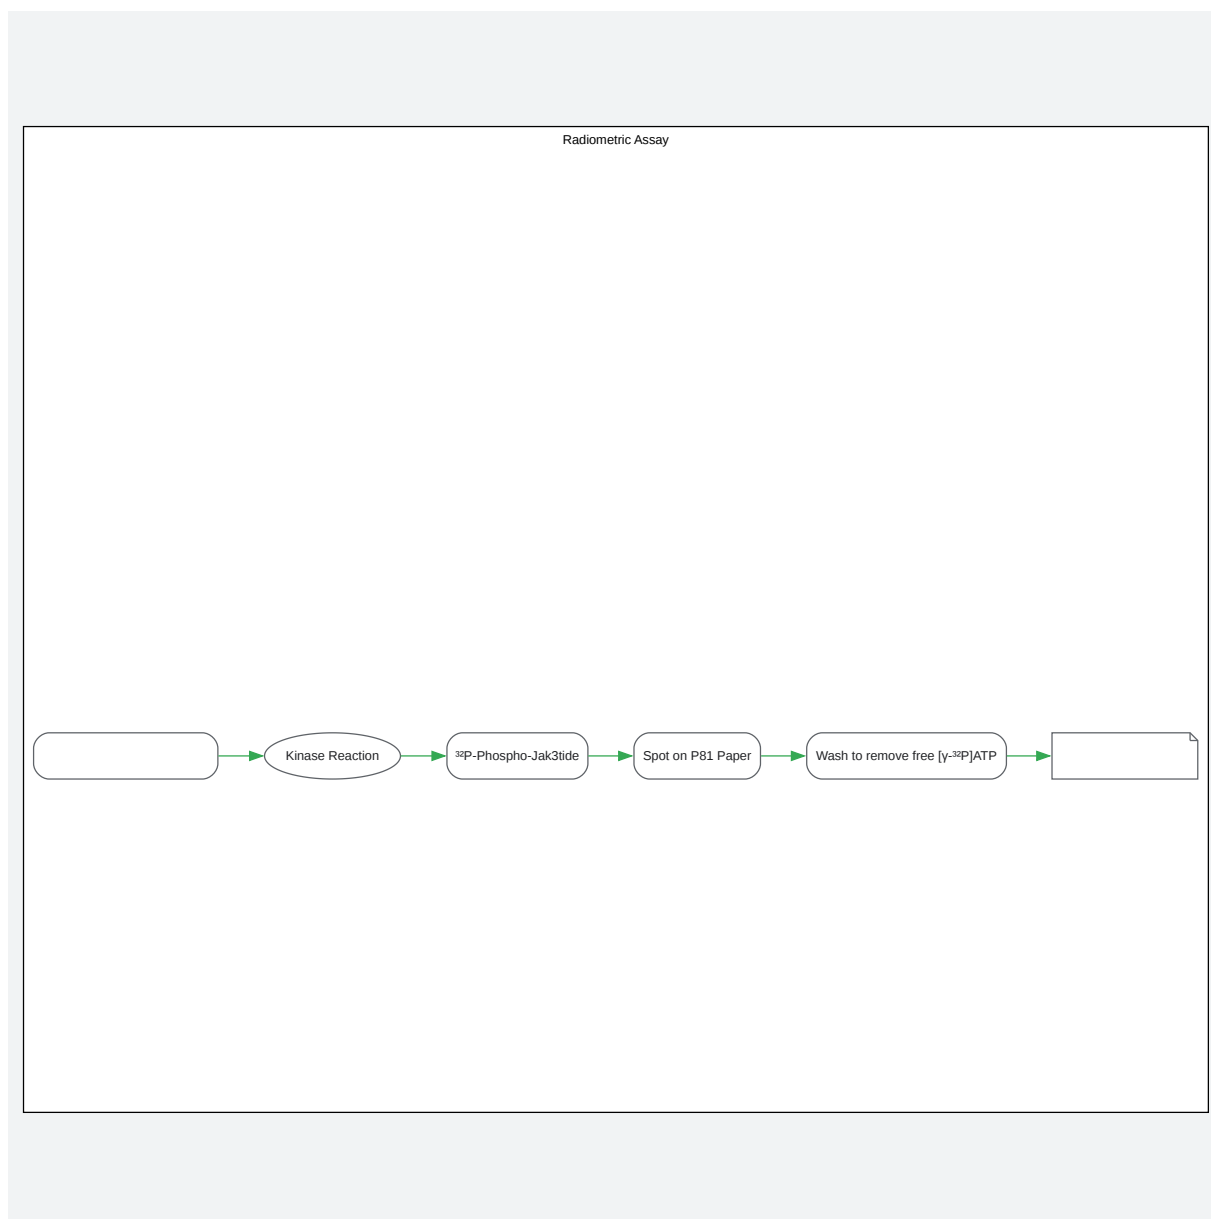 Radiometric Assay
Kinase Reaction
³²P-Phospho-Jak3tide
Spot on P81 Paper
Wash to remove free [γ-³²P]ATP